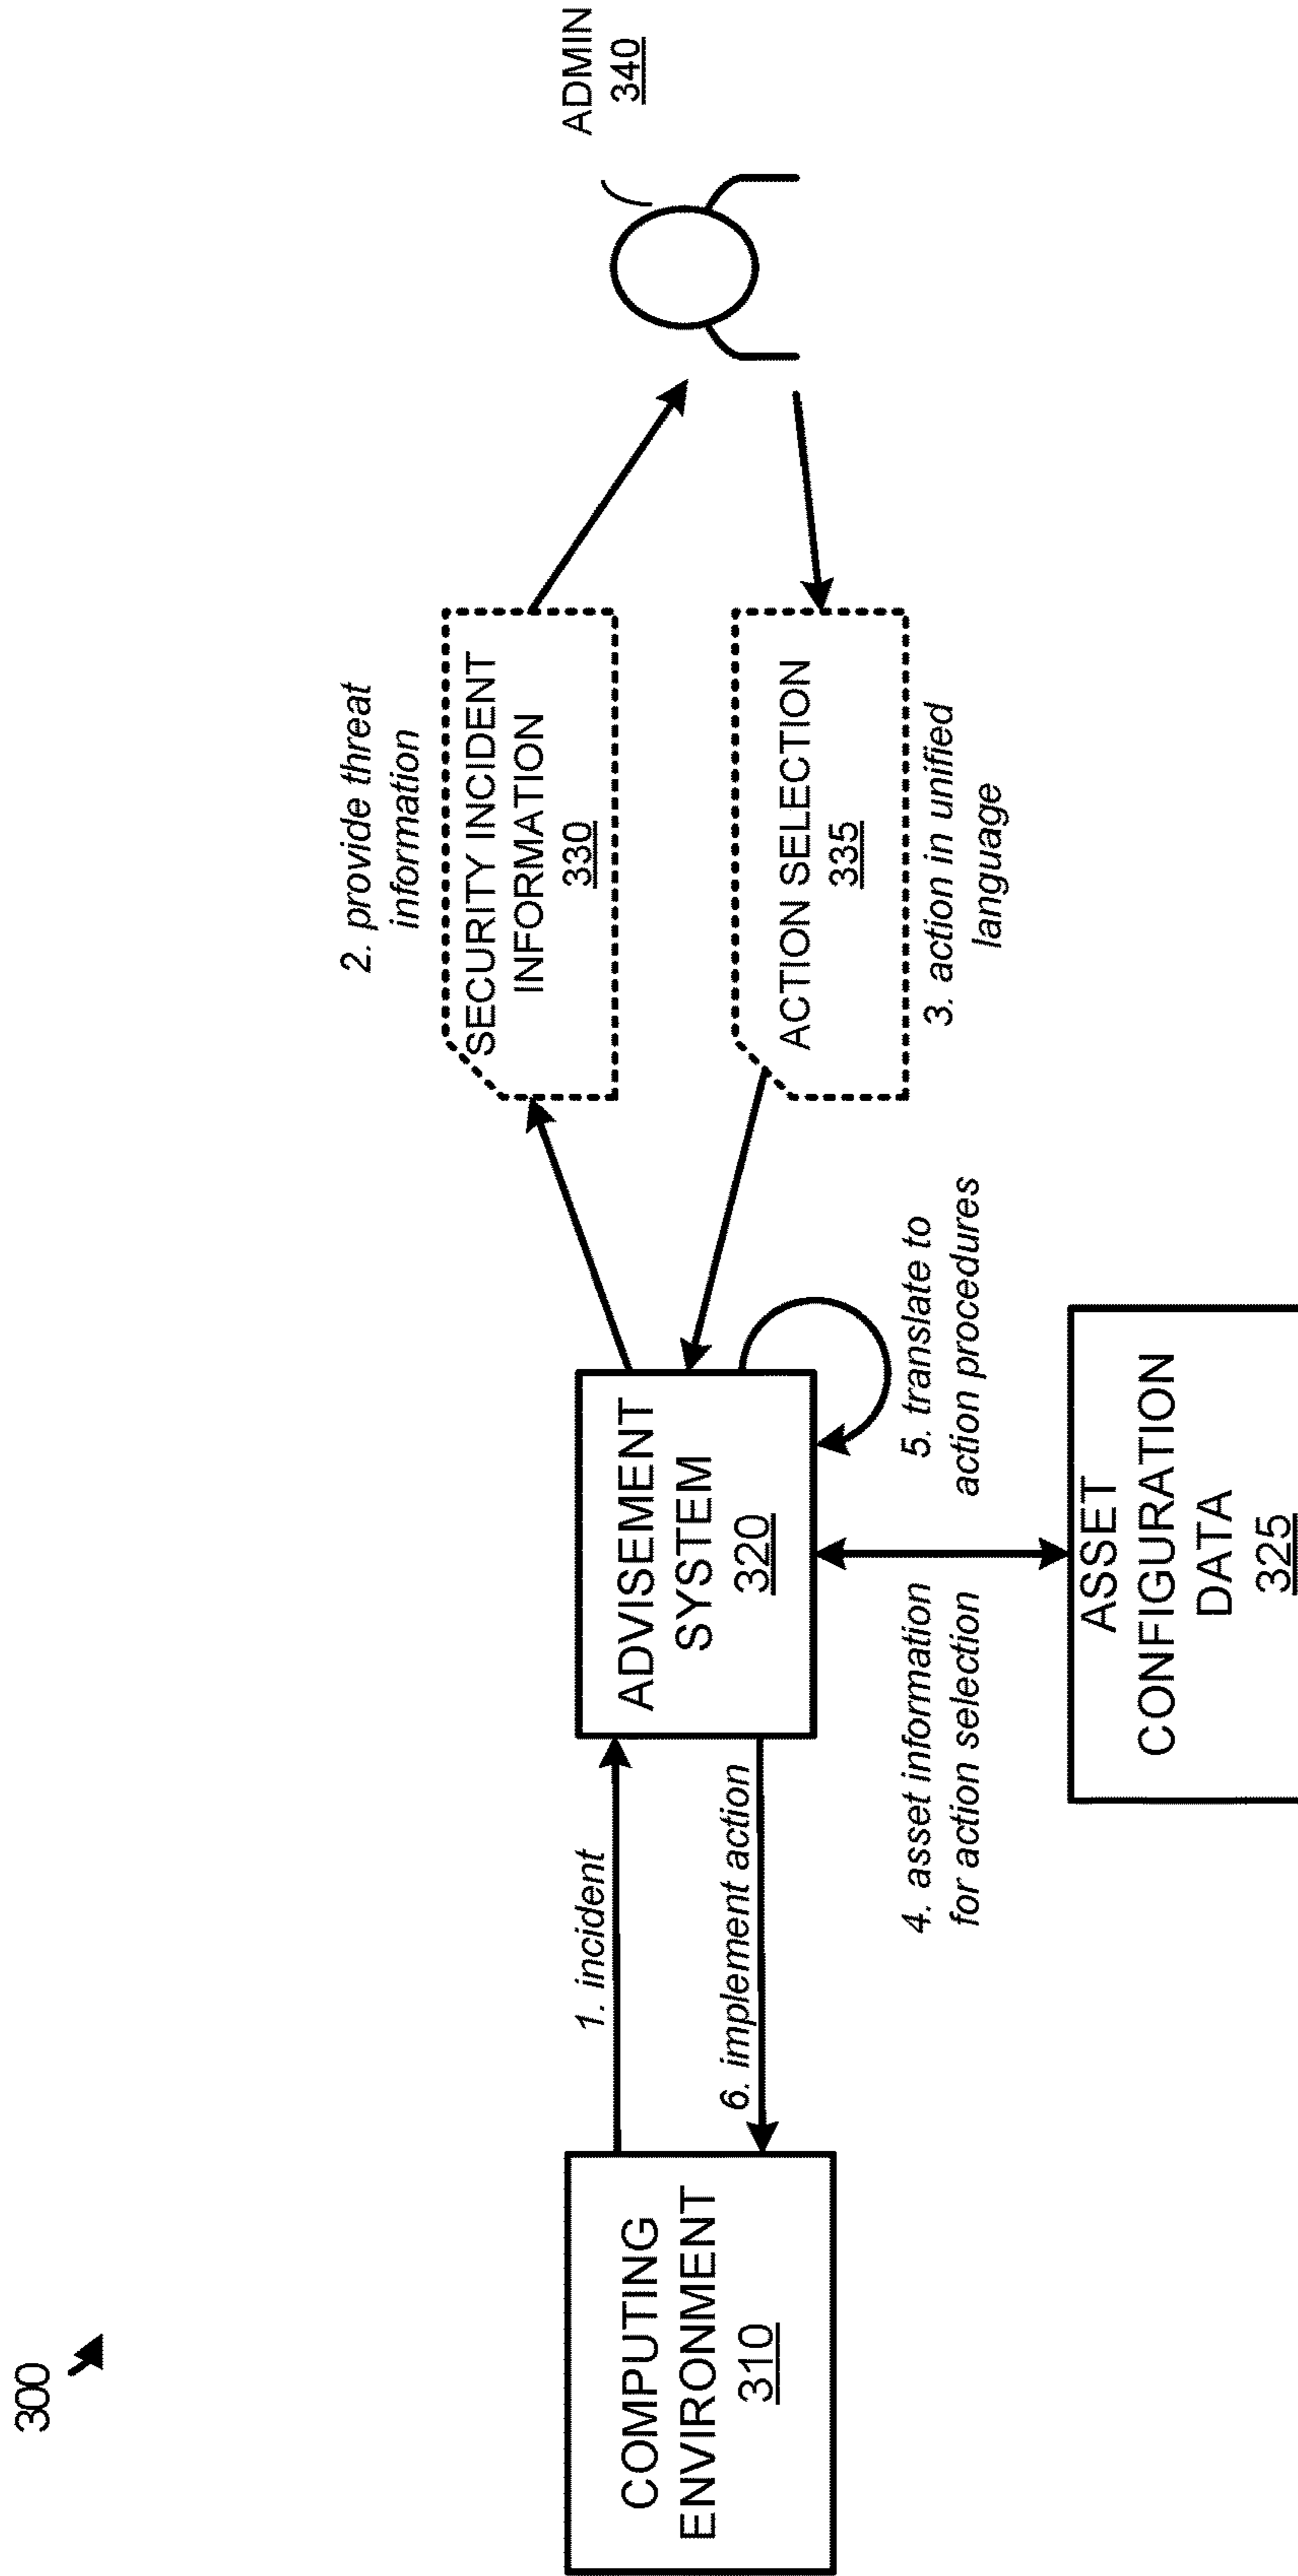 300
COMPUTING
ENVIRONMENT
310
1. incident
6. implement action
ADVISEMENT
SYSTEM
320
4. asset information
for action selection
5. translate to
action procedures
ASSET
CONFIGURATION
DATA
325
2. provide threat
information
SECURITY INCIDENT
INFORMATION
330
ACTION SELECTION
335
3. action in unified
language
ADMIN
340